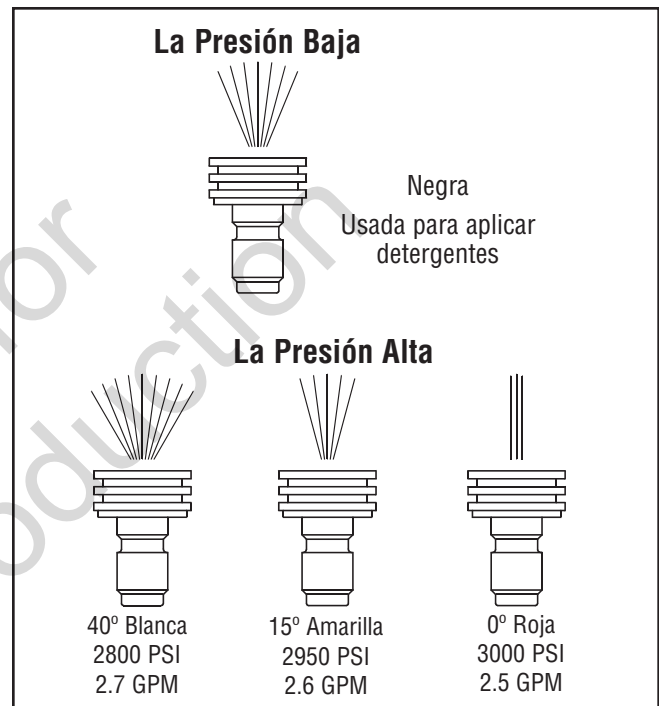 La Presión Baja
Negra
Usada para aplicar
detergentes
La Presión Alta
40º Blanca
2800 PSI
2.7 GPM
15º Amarilla
2950 PSI
2.6 GPM
0º Roja
3000 PSI
2.5 GPM